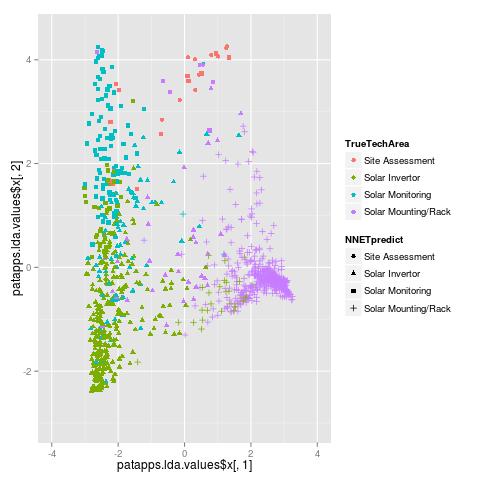 4
2
0
-2
-4
-2
0
2
4
patapps.lda.values$x[, 1]
patapps.lda.values$x[, 2]
TrueTechArea
Site Assessment
Solar Invertor
Solar Monitoring
Solar Mounting/Rack
NNETpredict
Site Assessment
Solar Invertor
Solar Monitoring
Solar Mounting/Rack